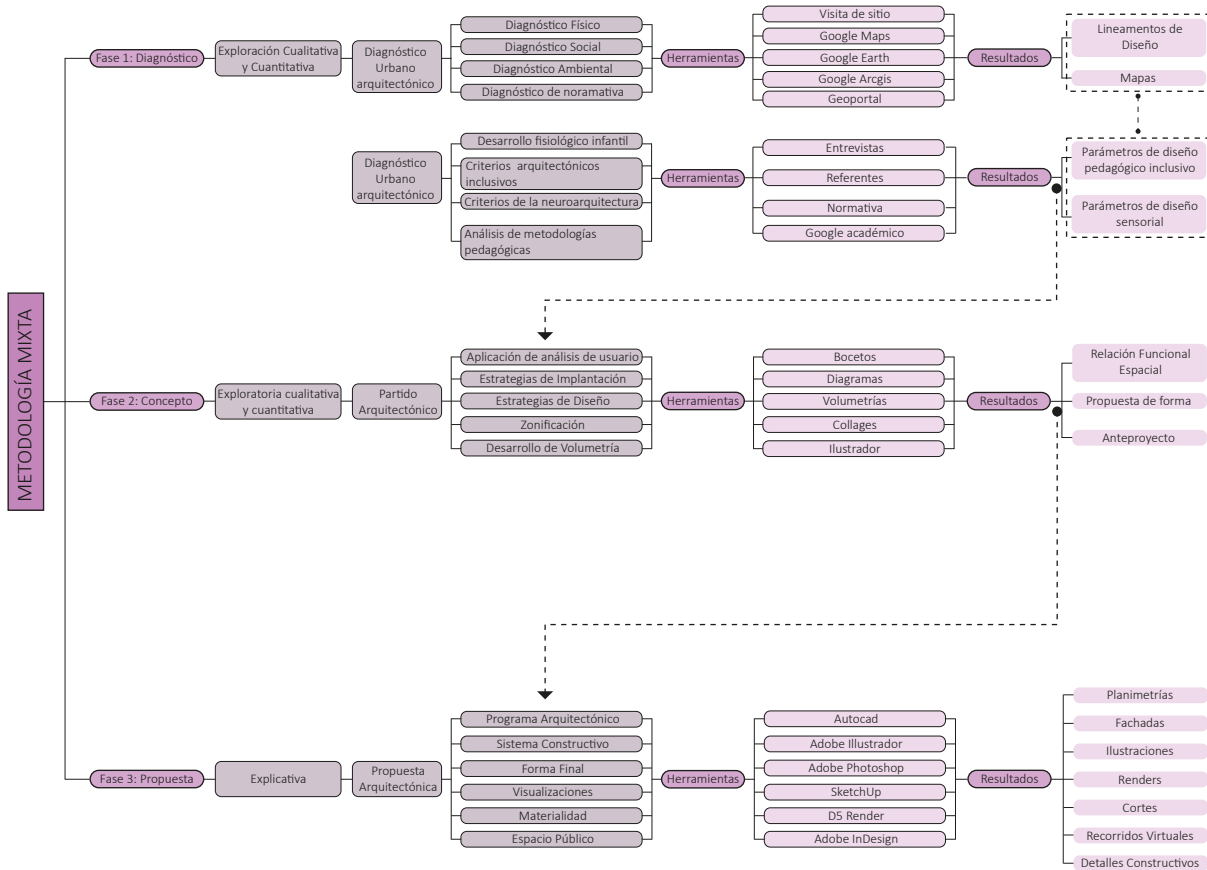 METODOLOGÍA MIXTA
Fase 1: Diagnóstico
Exploración Cualitativa
y Cuantitativa
Diagnóstico
Urbano
arquitectónico
Diagnóstico Físico
Diagnóstico Social
Diagnóstico Ambiental
Diagnóstico de noramativa
Herramientas
Visita de sitio
Google Maps
Google Earth
Google Arcgis
Geoportal
Resultados
Lineamentos de
Diseño
Mapas
Diagnóstico
Urbano
arquitectónico
Desarrollo fisiológico infantil
Criterios arquitectónicos
inclusivos
Criterios de la neuroarquitectura
Análisis de metodologías
pedagógicas
Herramientas
Entrevistas
Referentes
Normativa
Google académico
Resultados
Parámetros de diseño
pedagógico inclusivo
Parámetros de diseño
sensorial
Fase 2: Concepto
Exploratoria cualitativa
y cuantitativa
Partido
Arquitectónico
Aplicación de análisis de usuario
Estrategias de Implantación
Estrategias de Diseño
Zonificación
Desarrollo de Volumetría
Herramientas
Bocetos
Diagramas
Volumetrías
Collages
Ilustrador
Resultados
Relación Funcional
Espacial
Propuesta de forma
Anteproyecto
Fase 3: Propuesta
Explicativa
Propuesta
Arquitectónica
Programa Arquitectónico
Sistema Constructivo
Forma Final
Visualizaciones
Materialidad
Espacio Público
Herramientas
Autocad
Adobe Illustrador
Adobe Photoshop
SketchUp
D5 Render
Adobe InDesign
Resultados
Planimetrías
Fachadas
Ilustraciones
Renders
Cortes
Recorridos Virtuales
Detalles Constructivos